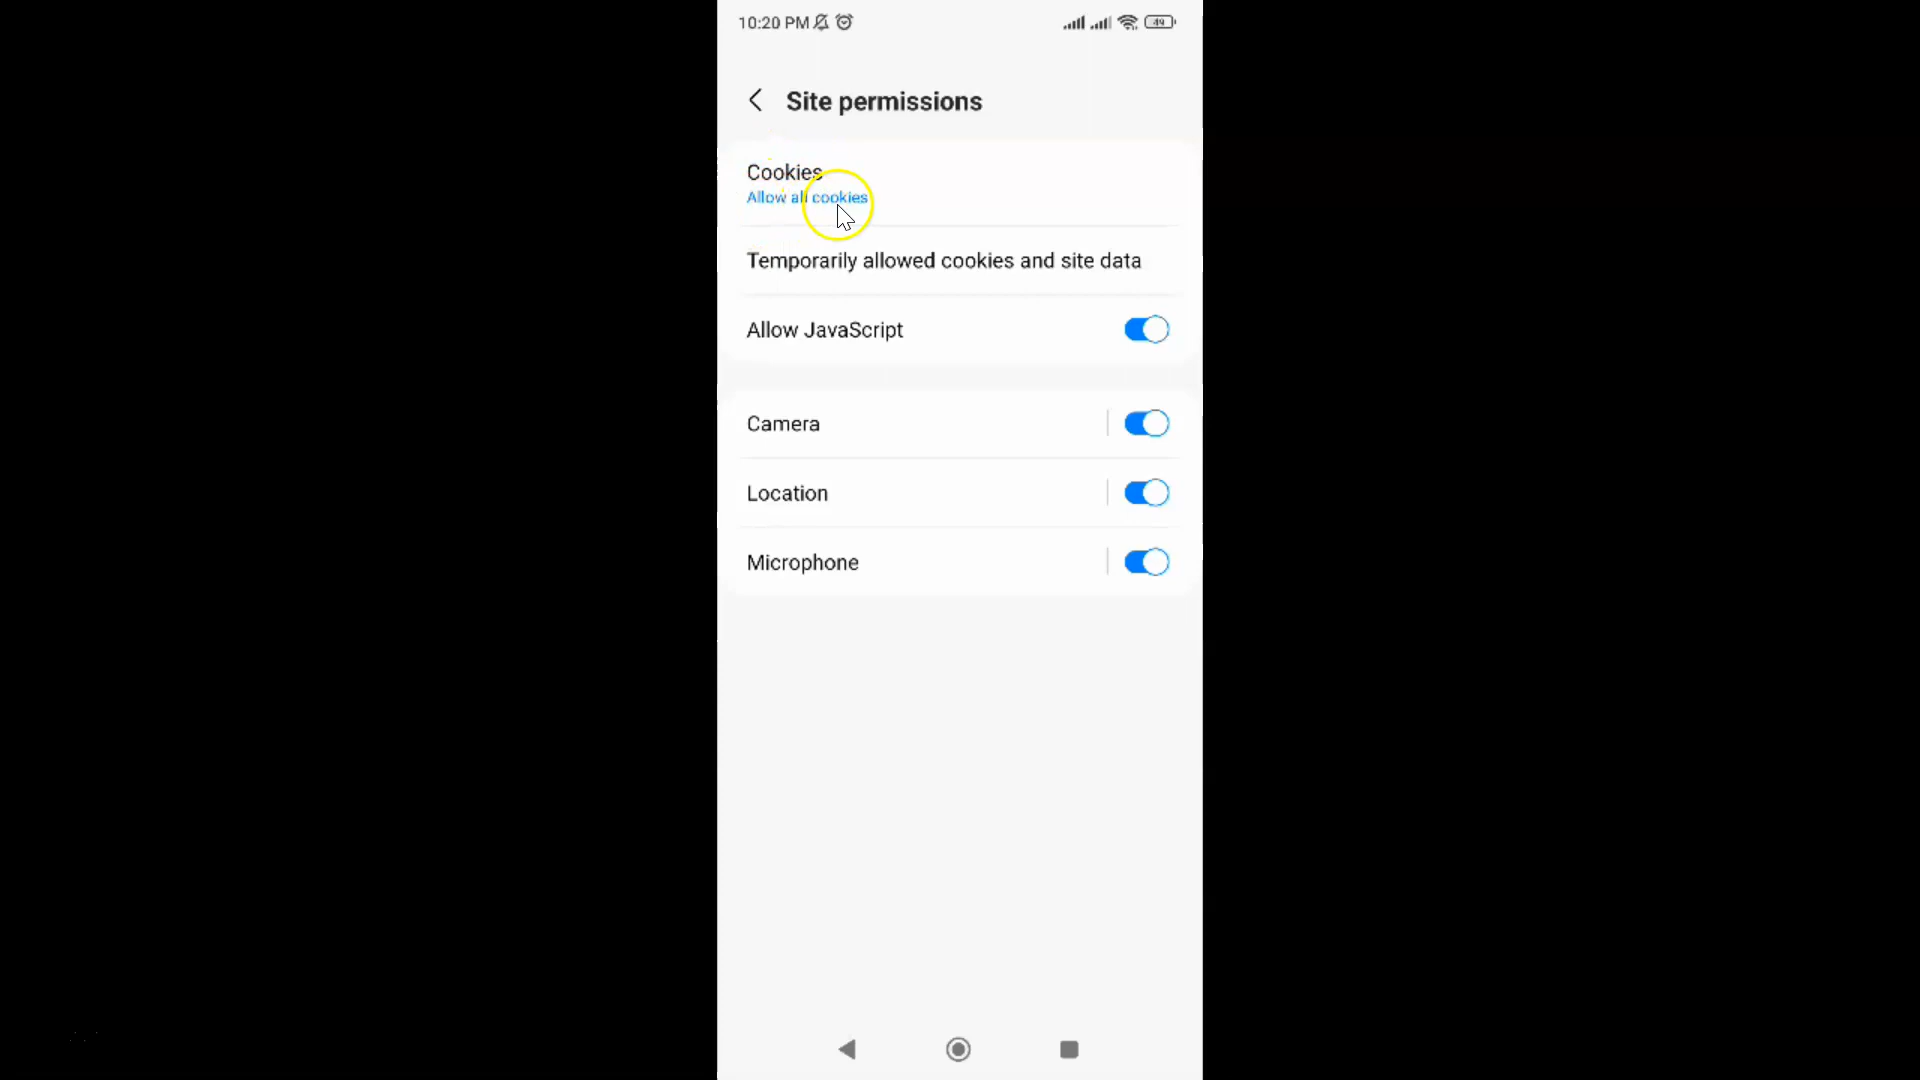 10:20 PM
49
Site permissions
Cookies
Allow all cookies
Temporarily allowed cookies and site data
Allow JavaScript
Camera
Location
Microphone